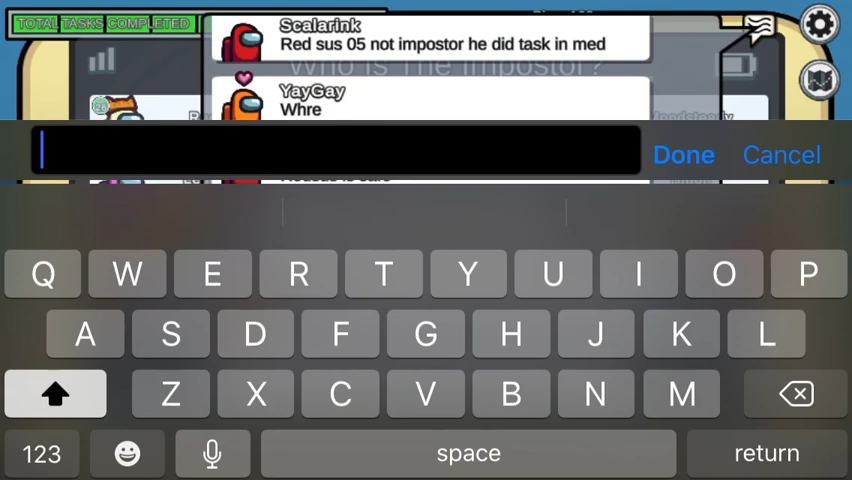 TOTAL TASKS COMPLETED
Scalarink
Red sus 05 not impostor he did task in med
Who Is The Impostor?
YayGay
Whre
Done
Cancel
Q W E R T Y U I O P
A S D F G H J K L
Z X C V B N M
123
space
return